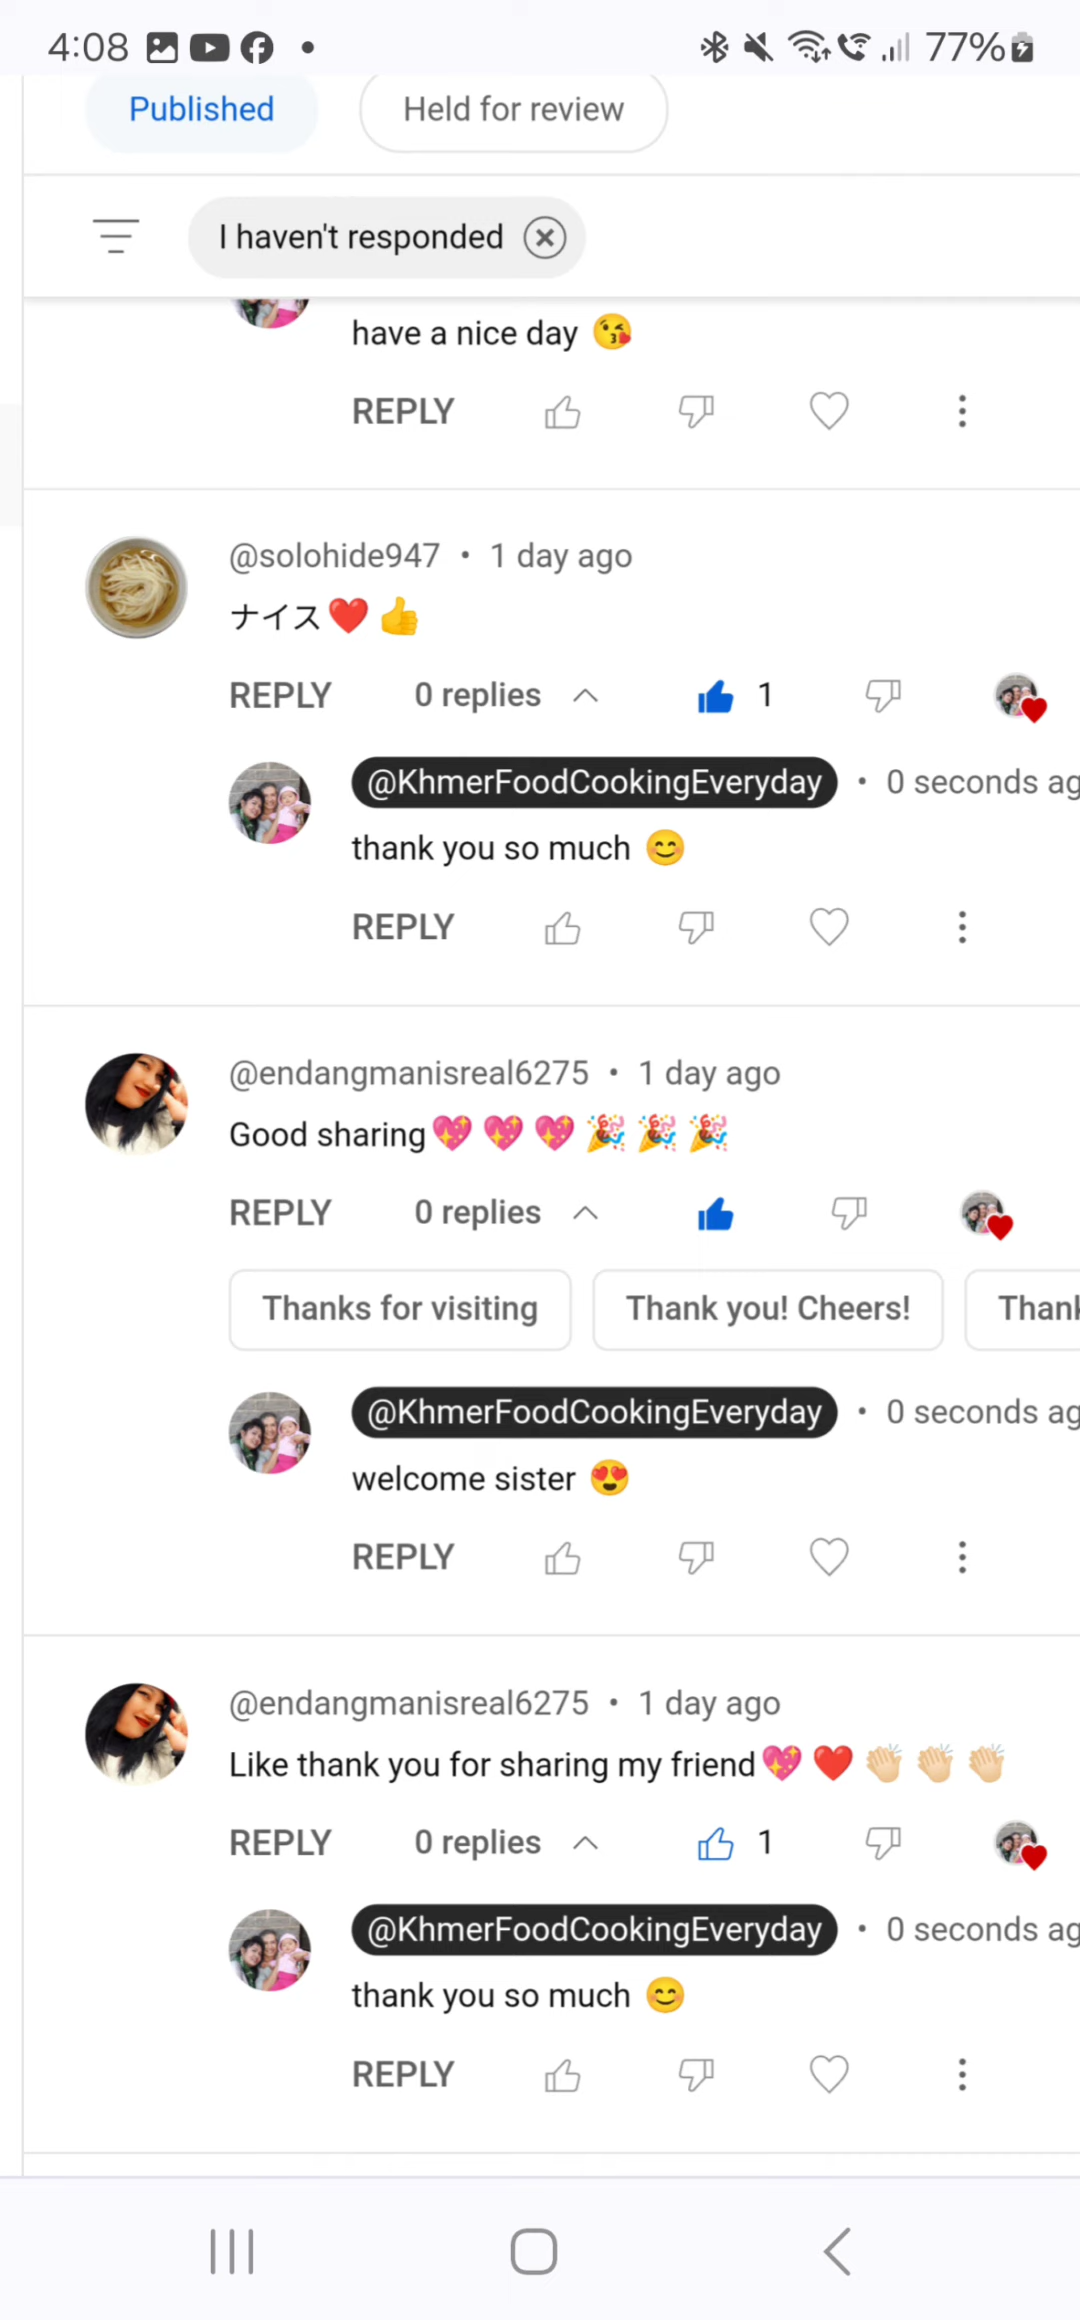 4:08 77%
Published Held for review
I haven't responded
have a nice day 😘
REPLY
@solohide947 • 1 day ago
ナイス❤️👍
REPLY 0 replies 1
@KhmerFoodCookingEveryday • 0 seconds ag
thank you so much 😊
REPLY
@endangmanisreal6275 • 1 day ago
Good sharing💖💖💖🎉🎉🎉
REPLY 0 replies
Thanks for visiting Thank you! Cheers! Thank
@KhmerFoodCookingEveryday • 0 seconds ag
welcome sister 😍
REPLY
@endangmanisreal6275 • 1 day ago
Like thank you for sharing my friend💖❤️👏🏻👏🏻👏🏻
REPLY 0 replies 1
@KhmerFoodCookingEveryday • 0 seconds ag
thank you so much 😊
REPLY